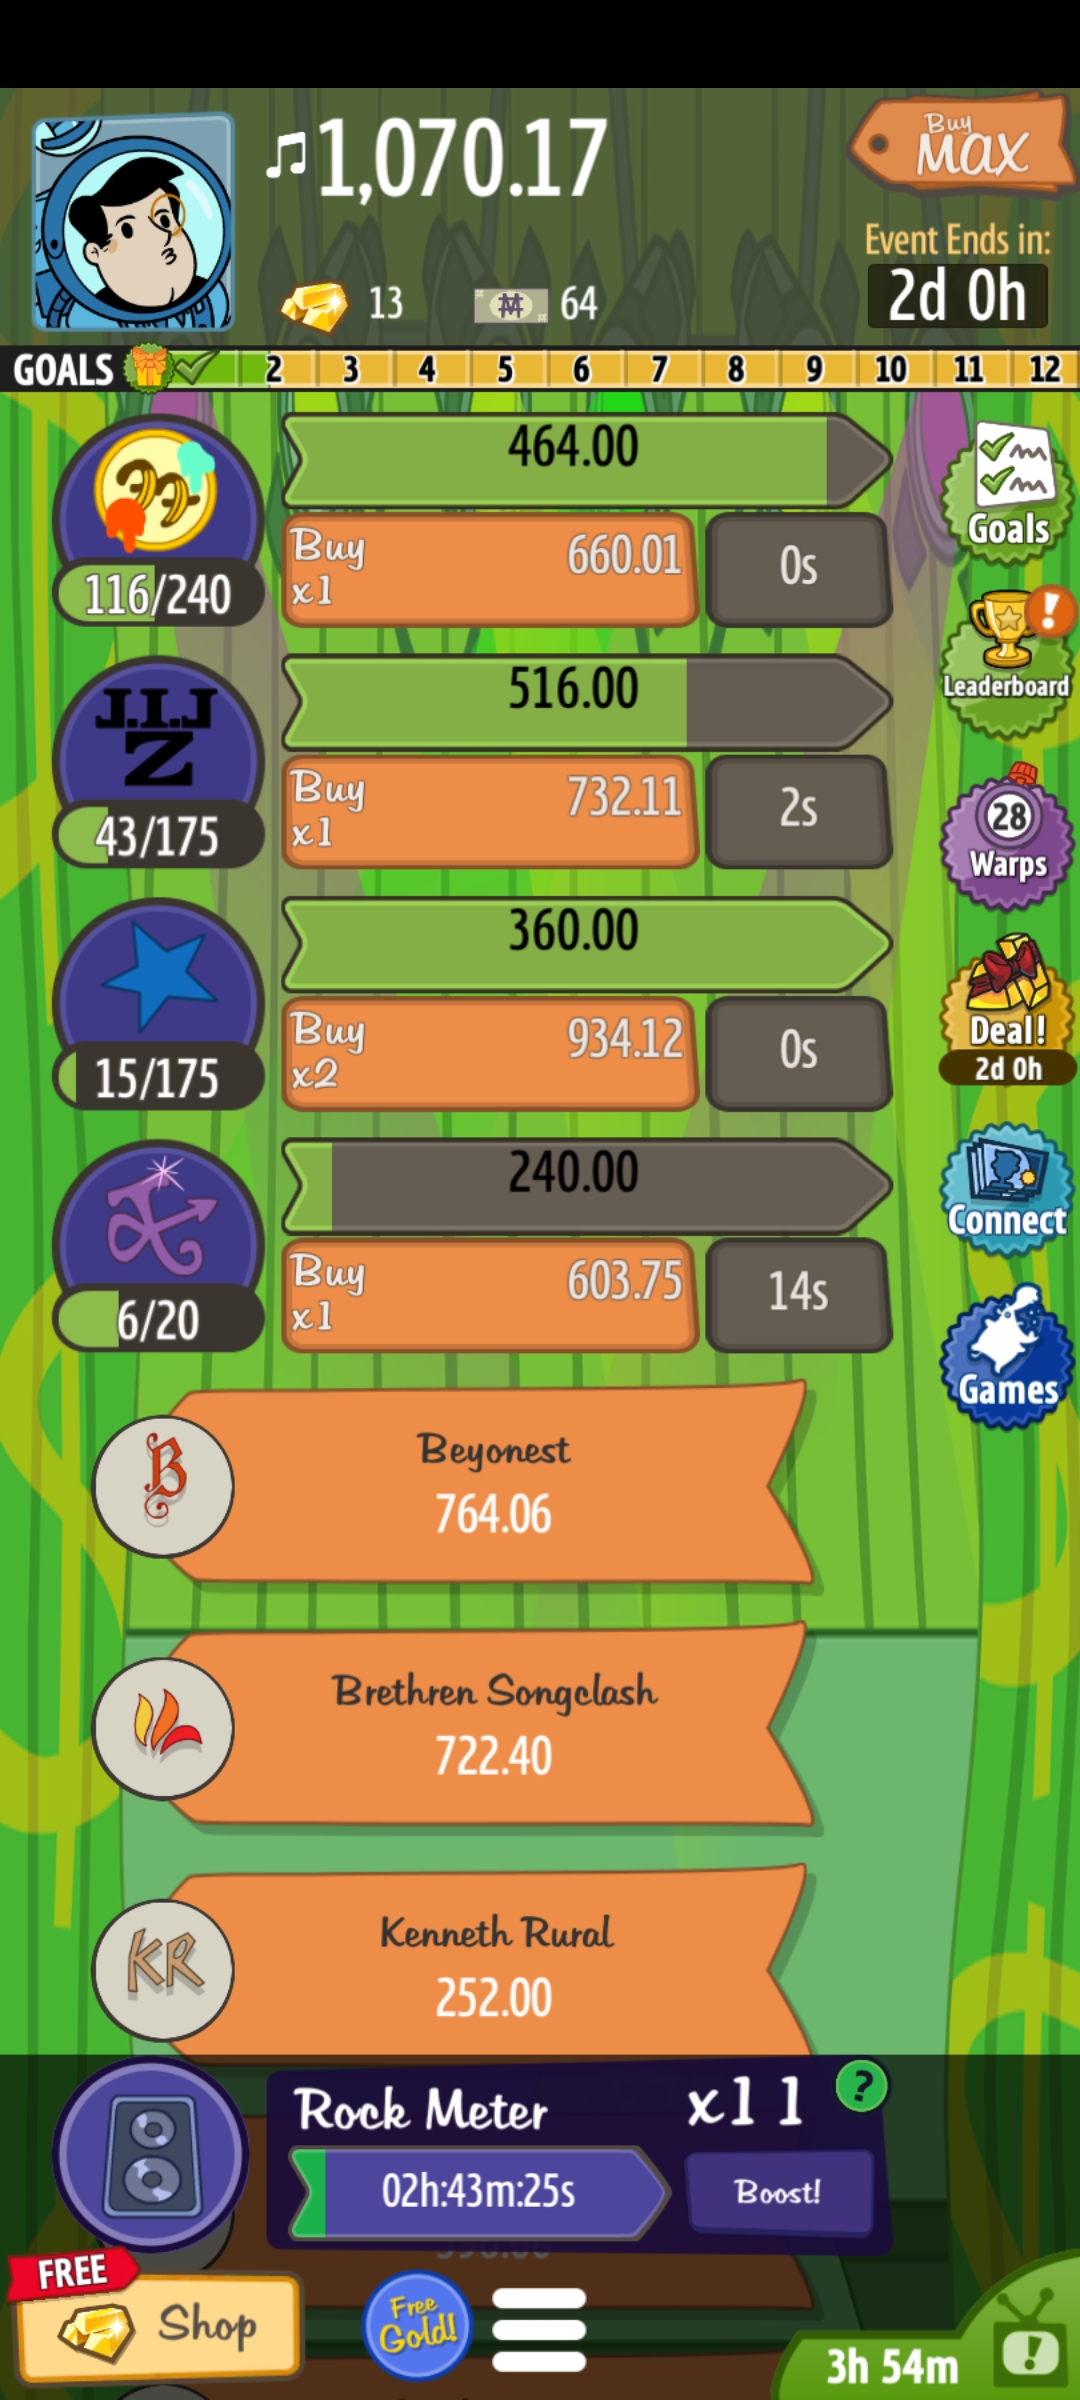 1,070.17
Buy
MAX
Event Ends in:
2d 0h
13
64
GOALS 2 3 4 5 6 7 8 9 10 11 12
464.00
Buy
x1
660.01
0s
116/240
J.I.J
Z
516.00
Buy
x1
732.11
2s
43/175
360.00
Buy
x2
934.12
0s
15/175
240.00
Buy
x1
603.75
14s
6/20
Goals
!
Leaderboard
28
Warps
Deal!
2d 0h
Connect
Games
B
Beyonest
764.06
Brethren Songclash
722.40
KR
Kenneth Rural
252.00
Rock Meter
x11
?
02h:43m:25s
Boost!
FREE
Shop
Free
Gold!
3h 54m
!